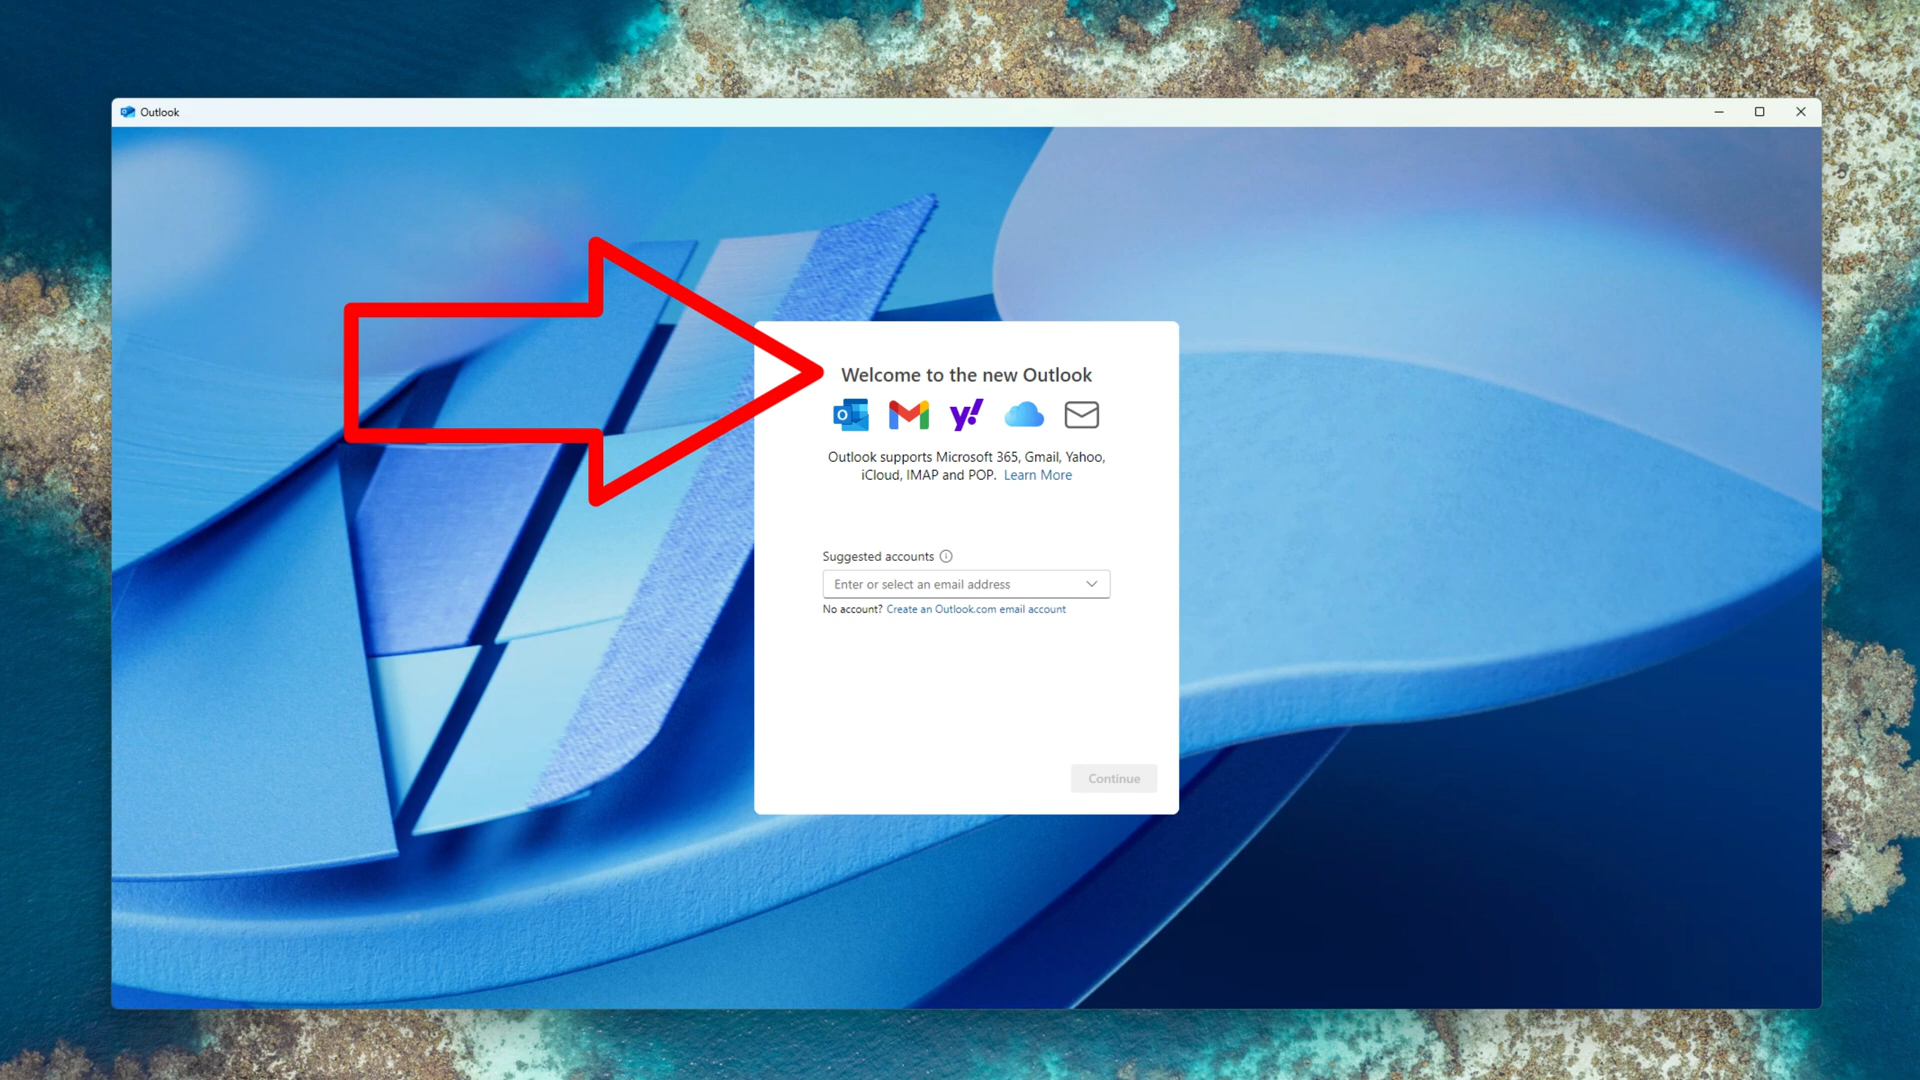 Outlook
Welcome to the new Outlook
Outlook supports Microsoft 365, Gmail, Yahoo,
iCloud, IMAP and POP. Learn More
Suggested accounts
Enter or select an email address
No account? Create an Outlook.com email account
Continue